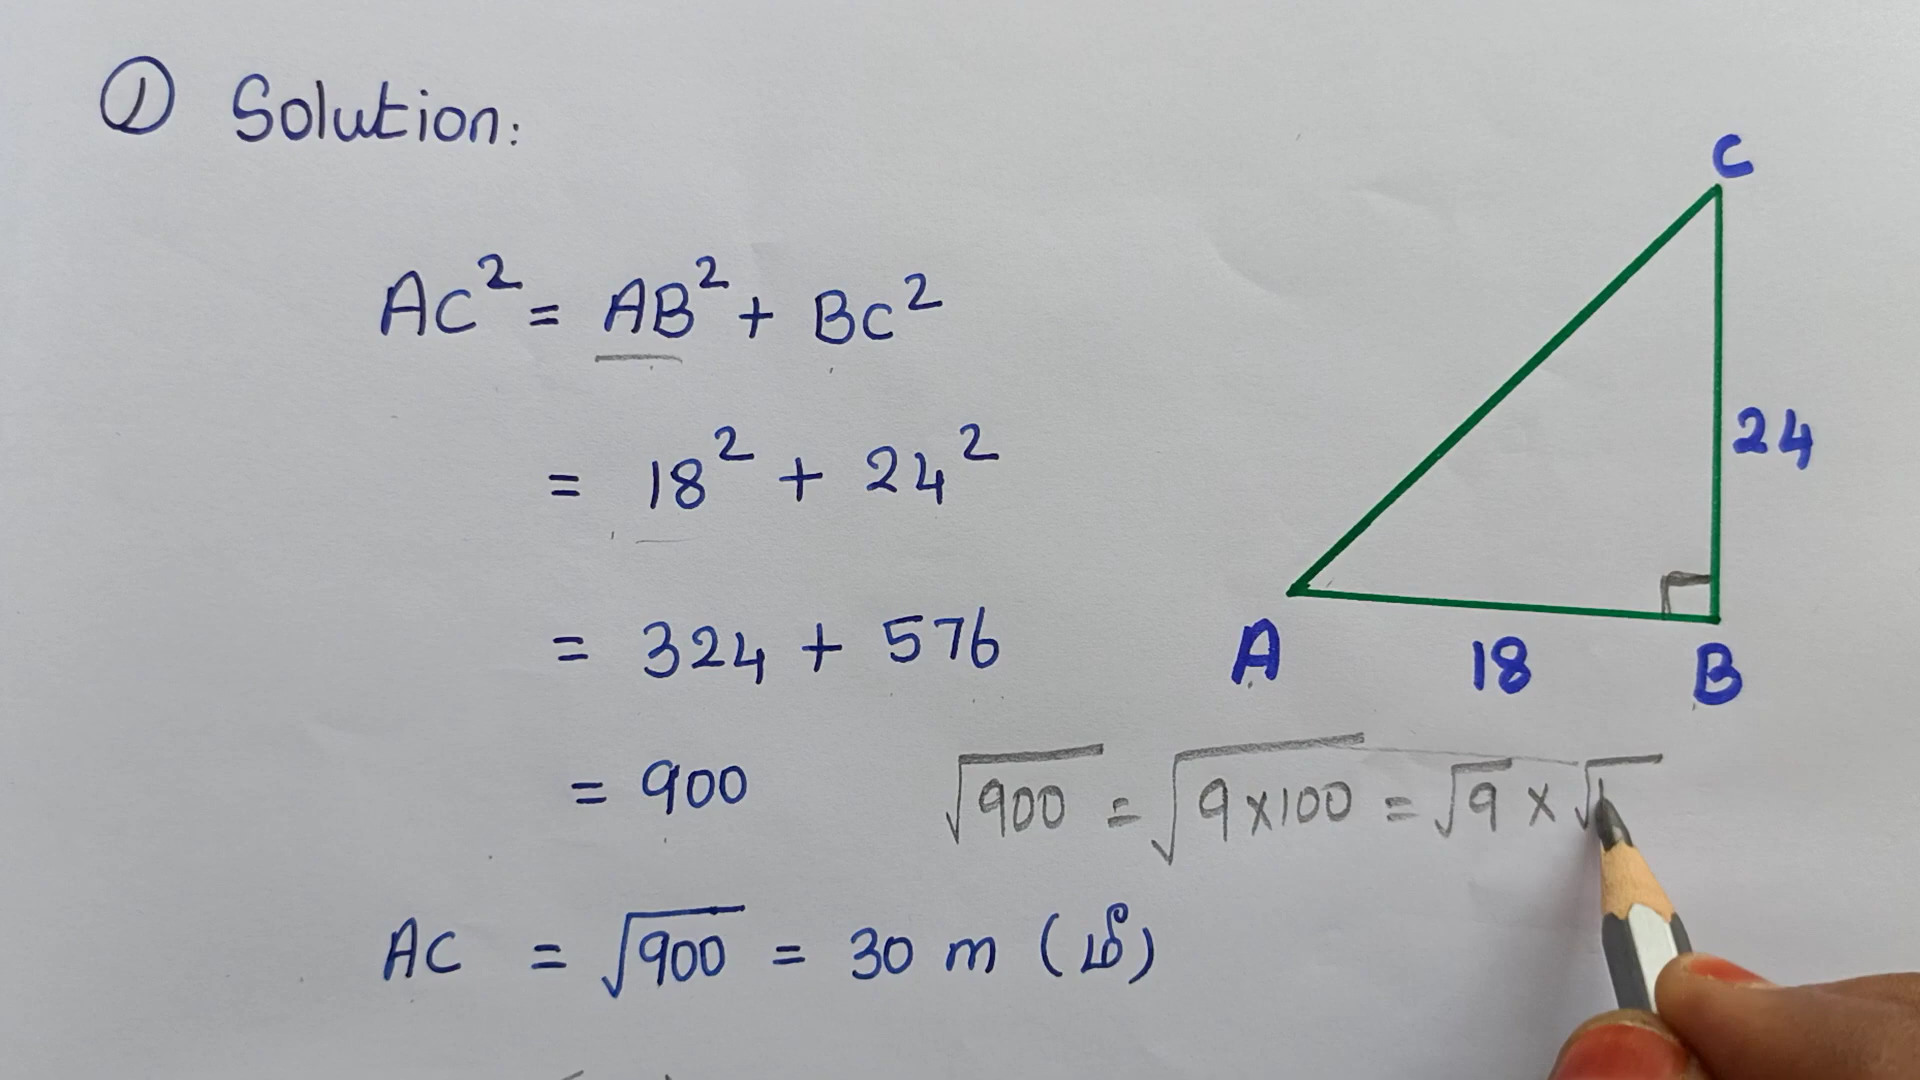 ① Solution:
AC² = AB² + BC²
= 18² + 24²
= 324 + 576
= 900
√900 = √9×100 = √9 × √1
AC = √900 = 30 m (மீ)
C
24
A
18
B